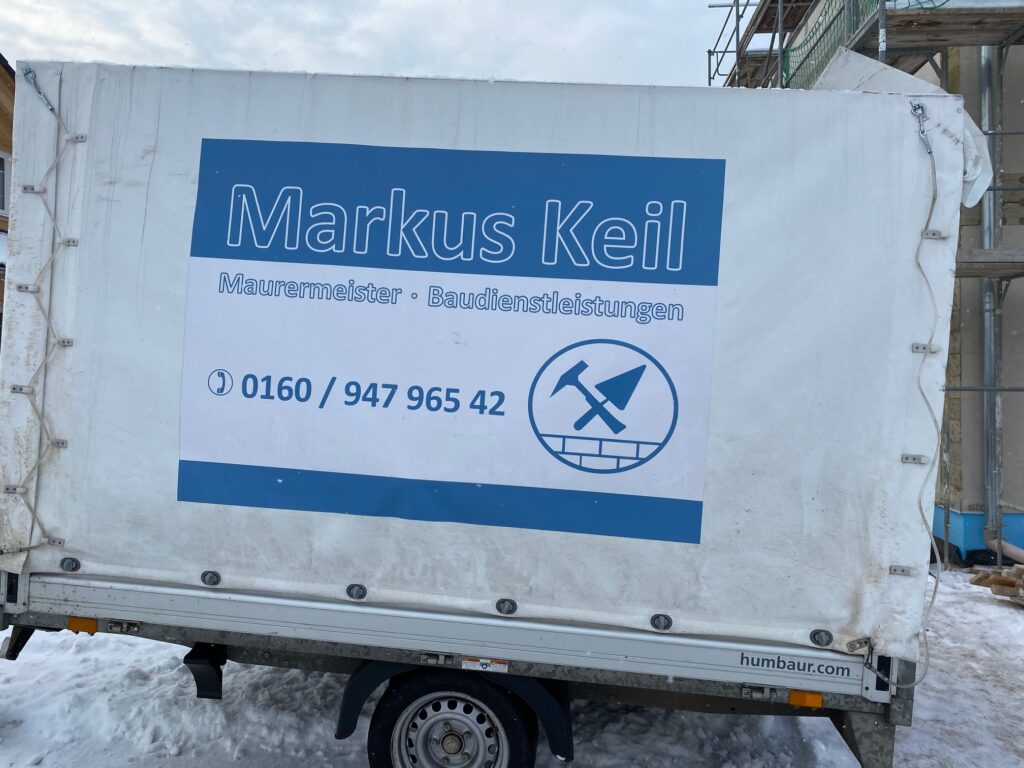 Markus Keil
Maurermeister · Baudienstleistungen
✆ 0160 / 947 965 42
humbaur.com